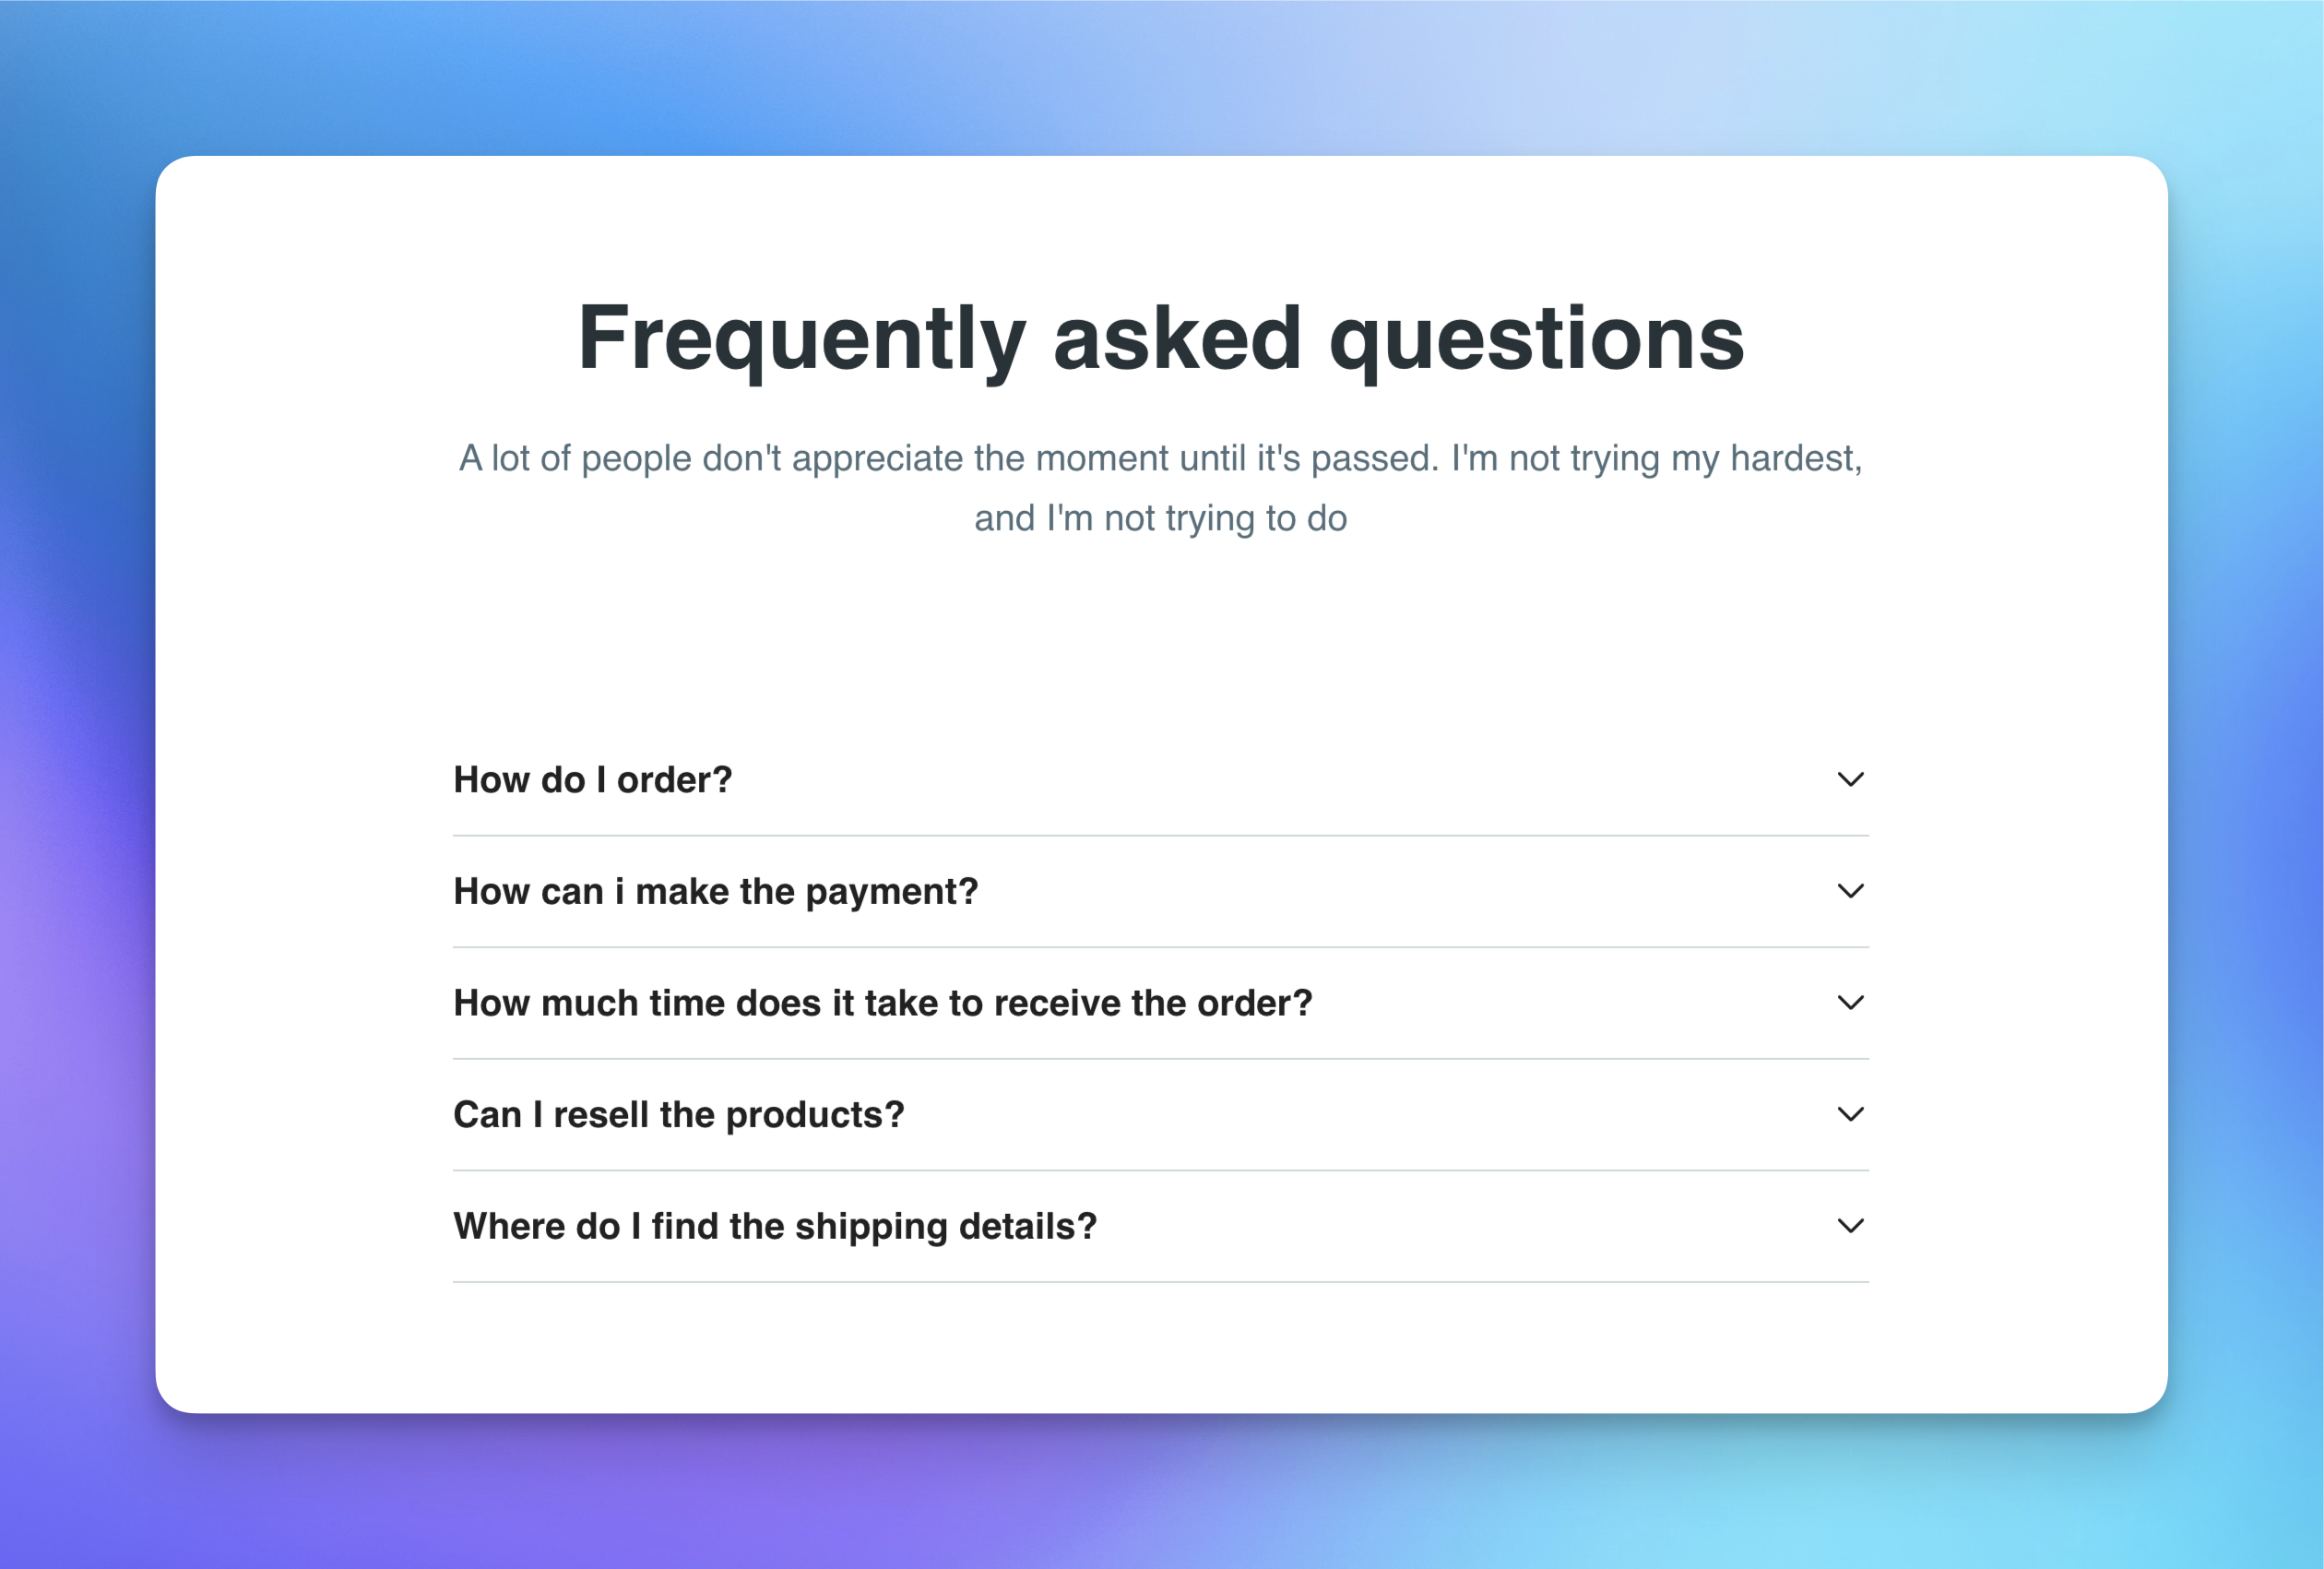 Frequently asked questions
A lot of people don't appreciate the moment until it's passed. I'm not trying my hardest,
and I'm not trying to do
How do I order?
How can i make the payment?
How much time does it take to receive the order?
Can I resell the products?
Where do I find the shipping details?